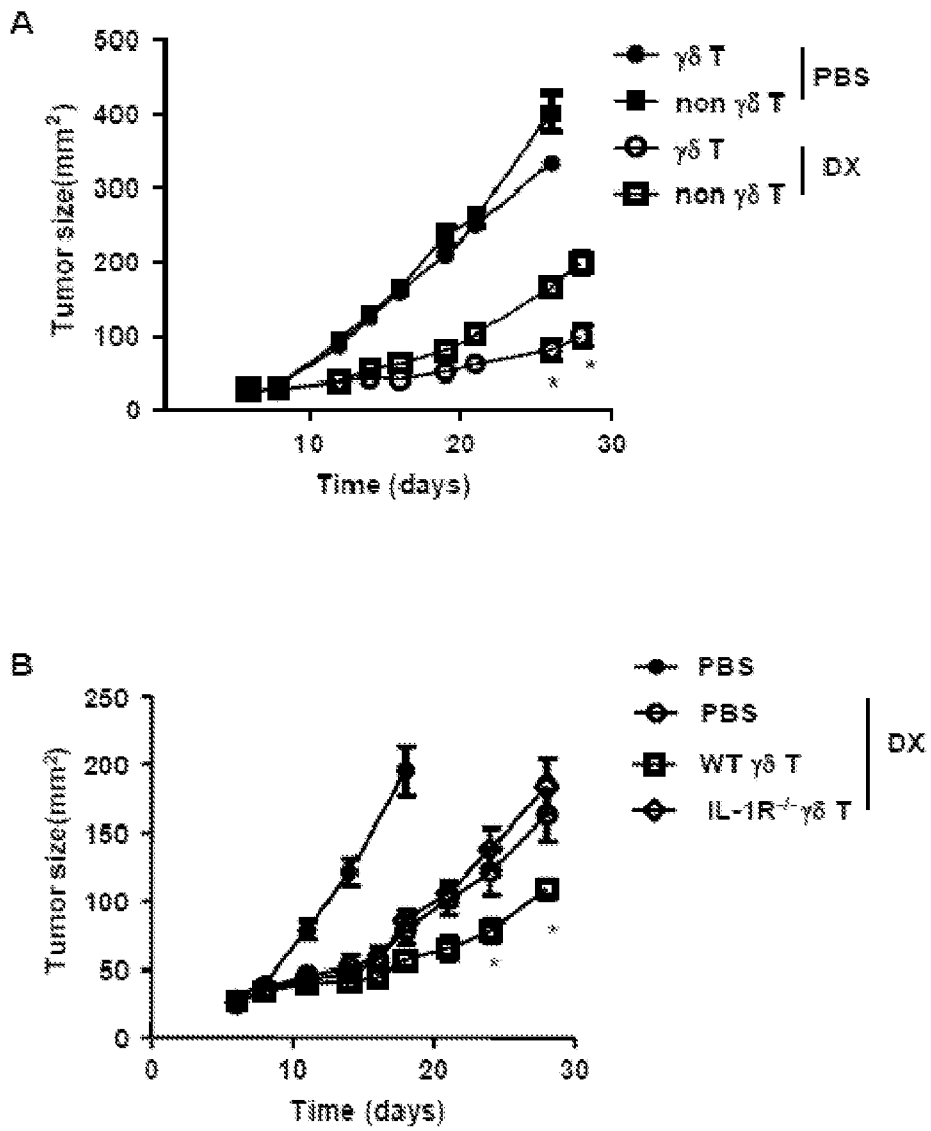 A
500
400
300
200
100
0
Tumor size(mm²)
10
20
30
Time (days)
γδ T
non γδ T
PBS
γδ T
non γδ T
DX
*
*
B
250
200
150
100
50
0
Tumor size(mm²)
0
10
20
30
Time (days)
PBS
PBS
WT γδ T
IL-1R⁻/⁻γδ T
DX
*
*